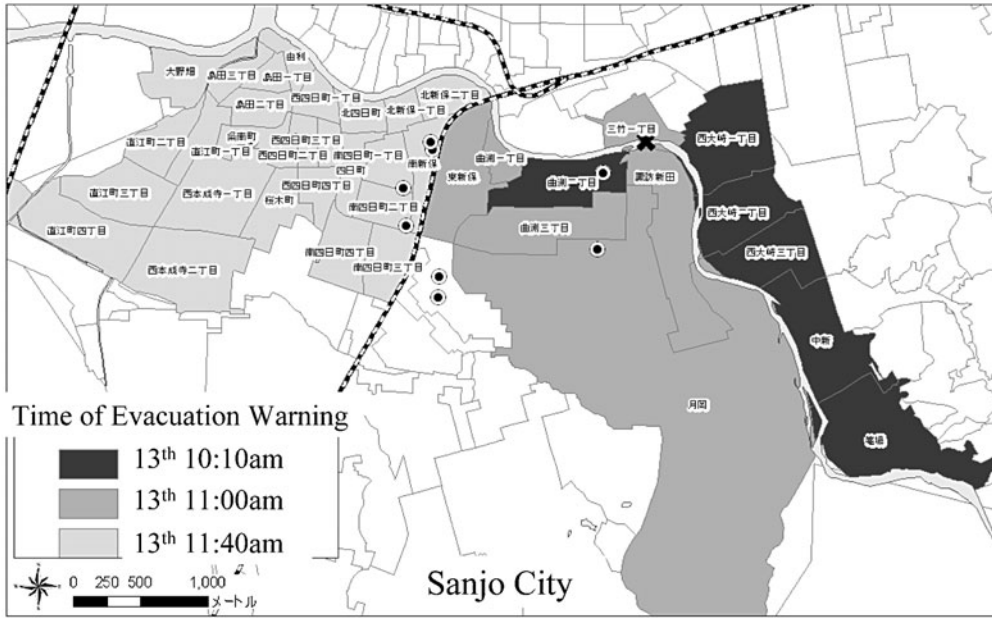 由利
大野畑
島田三丁目
島田一丁目
西四日町一丁目
北新保二丁目
島田二丁目
北四日町
北新保一丁目
三竹一丁目
西大崎一丁目
直江町二丁目
呉南町
西四日町三丁目
直江町一丁目
西四日町二丁目
南四日町一丁目
四日町
南新保
東新保
曲渕一丁目
諏訪新田
直江町三丁目
西本成寺一丁目
西四日町四丁目
桜木町
南四日町二丁目
曲渕二丁目
西大崎二丁目
直江町四丁目
曲渕三丁目
西大崎三丁目
南四日町四丁目
西本成寺二丁目
南四日町三丁目
中新
月岡
Time of Evacuation Warning
13th 10:10am
13th 11:00am
13th 11:40am
0 250 500 1,000
メートル
Sanjo City